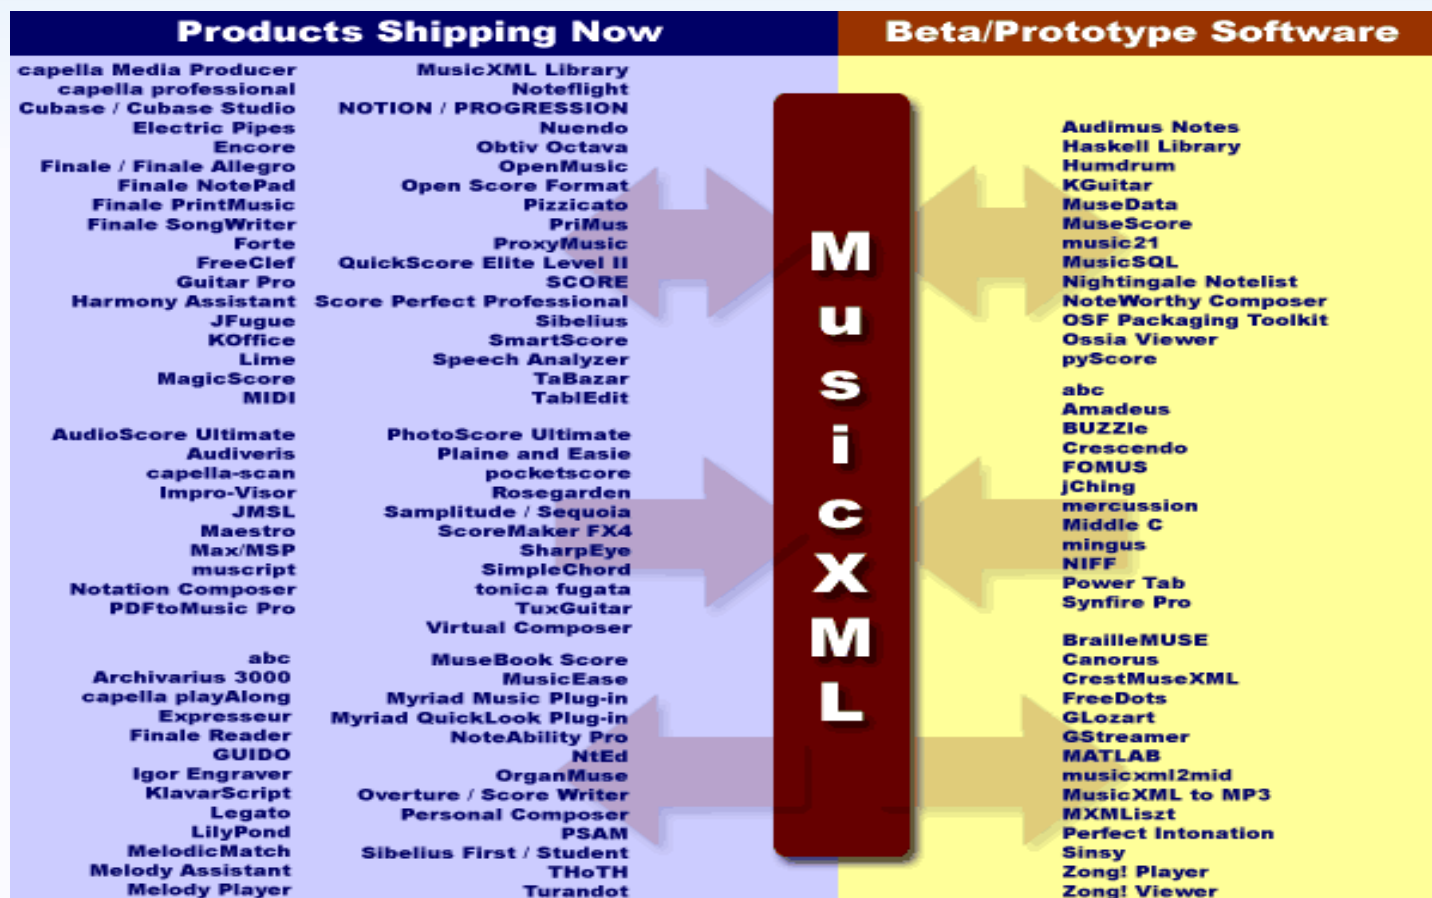 Products Shipping Now
Beta/Prototype Software
capella Media Producer
capella professional
Cubase / Cubase Studio
Electric Pipes
Encore
Finale / Finale Allegro
Finale NotePad
Finale PrintMusic
Finale SongWriter
Forte
FreeClef
Guitar Pro
Harmony Assistant
JFugue
KOffice
Lime
MagicScore
MIDI
MusicXML Library
Noteflight
NOTION / PROGRESSION
Nuendo
Obtiv Octava
OpenMusic
Open Score Format
Pizzicato
PriMus
ProxyMusic
QuickScore Elite Level II
SCORE
Score Perfect Professional
Sibelius
SmartScore
Speech Analyzer
TaBazar
TablEdit
AudioScore Ultimate
Audiveris
capella-scan
Impro-Visor
JMSL
Maestro
Max/MSP
muscript
Notation Composer
PDFtoMusic Pro
PhotoScore Ultimate
Plaine and Easie
pocketscore
Rosegarden
Samplitude / Sequoia
ScoreMaker FX4
SharpEye
SimpleChord
tonica fugata
TuxGuitar
Virtual Composer
abc
Archivarius 3000
capella playAlong
Expresseur
Finale Reader
GUIDO
Igor Engraver
KlavarScript
Legato
LilyPond
MelodicMatch
Melody Assistant
Melody Player
MuseBook Score
MusicEase
Myriad Music Plug-in
Myriad QuickLook Plug-in
NoteAbility Pro
NtEd
OrganMuse
Overture / Score Writer
Personal Composer
PSAM
Sibelius First / Student
THoTH
Turandot
MusicXML
Audimus Notes
Haskell Library
Humdrum
KGuitar
MuseData
MuseScore
music21
MusicSQL
Nightingale Notelist
NoteWorthy Composer
OSF Packaging Toolkit
Ossia Viewer
pyScore
abc
Amadeus
BUZZle
Crescendo
FOMUS
jChing
mercussion
Middle C
mingus
NIFF
Power Tab
Synfire Pro
BrailleMUSE
Canorus
CrestMuseXML
FreeDots
GLozart
GStreamer
MATLAB
musicxml2mid
MusicXML to MP3
MXMLiszt
Perfect Intonation
Sinsy
Zong! Player
Zong! Viewer